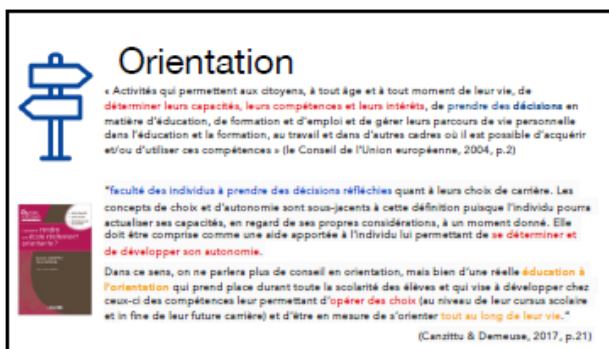 Orientation
« Activités qui permettent aux citoyens, à tout âge et à tout moment de leur vie, de
déterminer leurs capacités, leurs compétences et leurs intérêts, de prendre des décisions en
matière d'éducation, de formation et d'emploi et de gérer leurs parcours de vie personnelle
dans l'éducation et la formation, au travail et dans d'autres cadres où il est possible d'acquérir
et/ou d'utiliser ces compétences » (le Conseil de l'Union européenne, 2004, p.2)
"faculté des individus à prendre des décisions réfléchies quant à leurs choix de carrière. Les
concepts de choix et d'autonomie sont sous-jacents à cette définition puisque l'individu pourra
actualiser ses capacités, en regard de ses propres considérations, à un moment donné. Elle
doit être comprise comme une aide apportée à l'individu lui permettant de se déterminer et
de développer son autonomie.
Dans ce sens, on ne parlera plus de conseil en orientation, mais bien d'une réelle éducation à
l'orientation qui prend place durant toute la scolarité des élèves et qui vise à développer chez
ceux-ci des compétences leur permettant d'opérer des choix (au niveau de leur cursus scolaire
et in fine de leur future carrière) et d'être en mesure de s'orienter tout au long de leur vie."
(Canzittu & Demeuse, 2017, p.21)